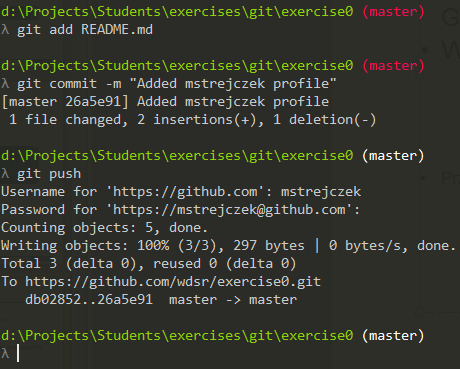 d:\Projects\Students\exercises\git\exercise0 (master)
λ git add README.md
d:\Projects\Students\exercises\git\exercise0 (master)
λ git commit -m "Added mstrejczek profile"
[master 26a5e91] Added mstrejczek profile
1 file changed, 2 insertions(+), 1 deletion(-)
d:\Projects\Students\exercises\git\exercise0 (master)
λ git push
Username for 'https://github.com': mstrejczek
Password for 'https://mstrejczek@github.com':
Counting objects: 5, done.
Writing objects: 100% (3/3), 297 bytes | 0 bytes/s, done.
Total 3 (delta 0), reused 0 (delta 0)
To https://github.com/wdsr/exercise0.git
db02852..26a5e91  master -> master
d:\Projects\Students\exercises\git\exercise0 (master)
λ